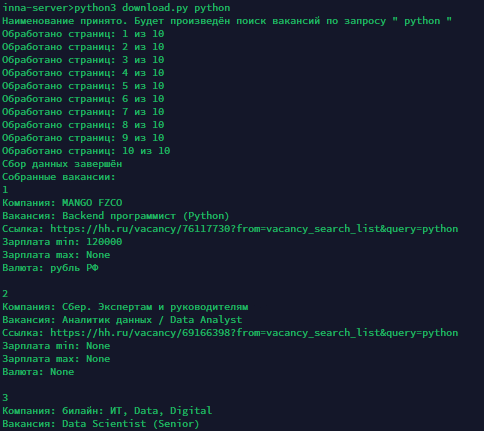 inna-server>python3 download.py python
Наименование принято. Будет произведён поиск вакансий по запросу " python "
Обработано страниц: 1 из 10
Обработано страниц: 2 из 10
Обработано страниц: 3 из 10
Обработано страниц: 4 из 10
Обработано страниц: 5 из 10
Обработано страниц: 6 из 10
Обработано страниц: 7 из 10
Обработано страниц: 8 из 10
Обработано страниц: 9 из 10
Обработано страниц: 10 из 10
Сбор данных завершён
Собранные вакансии:
1
Компания: MANGO FZCO
Вакансия: Backend программист (Python)
Ссылка: https://hh.ru/vacancy/76117730?from=vacancy_search_list&query=python
Зарплата min: 120000
Зарплата max: None
Валюта: рубль РФ
2
Компания: Сбер. Экспертам и руководителям
Вакансия: Аналитик данных / Data Analyst
Ссылка: https://hh.ru/vacancy/69166398?from=vacancy_search_list&query=python
Зарплата min: None
Зарплата max: None
Валюта: None
3
Компания: билайн: ИТ, Data, Digital
Вакансия: Data Scientist (Senior)